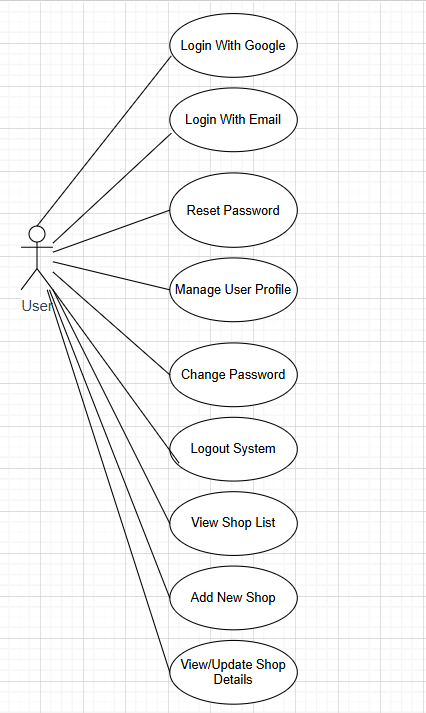 Login With Google
Login With Email
Reset Password
Manage User Profile
User
Change Password
Logout System
View Shop List
Add New Shop
View/Update Shop
Details